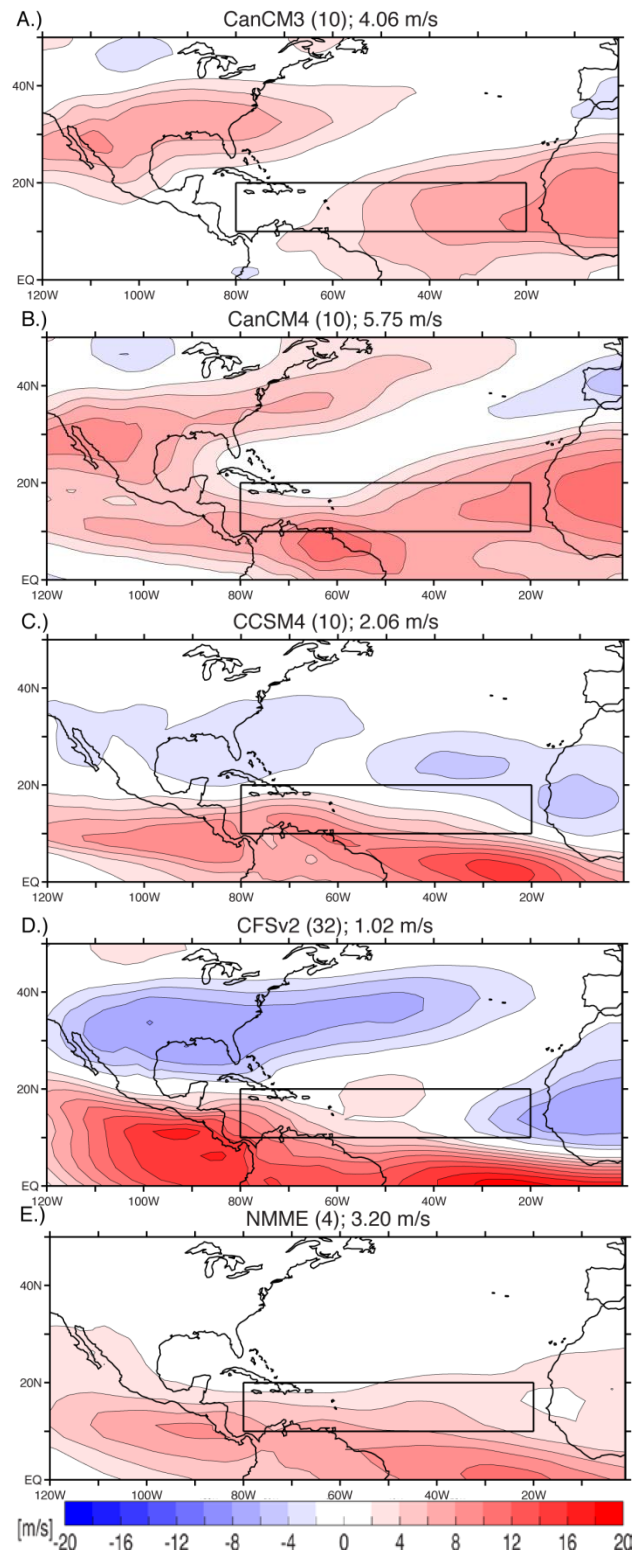 A.) CanCM3 (10); 4.06 m/s
40N
20N
EQ
120W 100W 80W 60W 40W 20W
B.) CanCM4 (10); 5.75 m/s
40N
20N
EQ
120W 100W 80W 60W 40W 20W
C.) CCSM4 (10); 2.06 m/s
40N
20N
EQ
120W 100W 80W 60W 40W 20W
D.) CFSv2 (32); 1.02 m/s
40N
20N
EQ
120W 100W 80W 60W 40W 20W
E.) NMME (4); 3.20 m/s
40N
20N
EQ
120W 100W 80W 60W 40W 20W
[m/s] -20 -16 -12 -8 -4 0 4 8 12 16 20